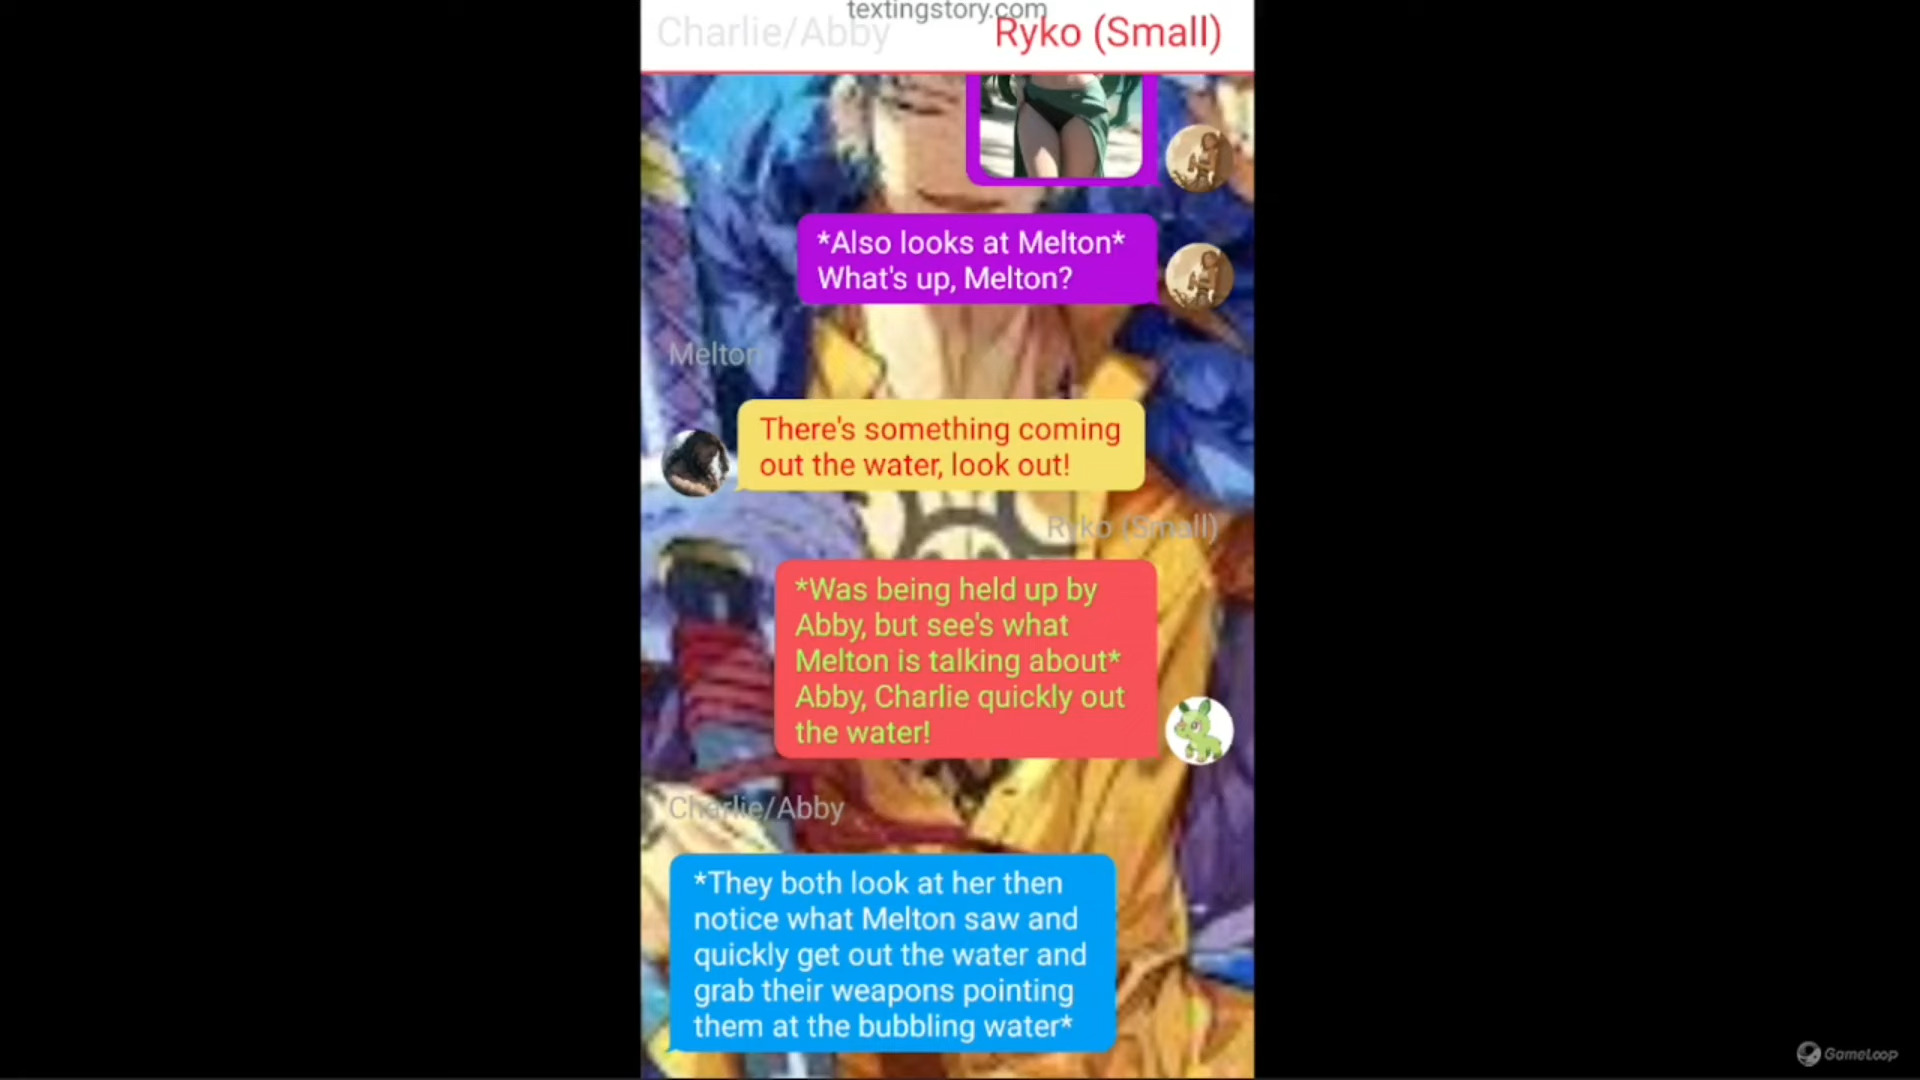 textingstory.com
Charlie/Abby
Ryko (Small)
*Also looks at Melton*
What's up, Melton?
Melton
There's something coming
out the water, look out!
Ryko (Small)
*Was being held up by
Abby, but see's what
Melton is talking about*
Abby, Charlie quickly out
the water!
Charlie/Abby
*They both look at her then
notice what Melton saw and
quickly get out the water and
grab their weapons pointing
them at the bubbling water*
GameLoop